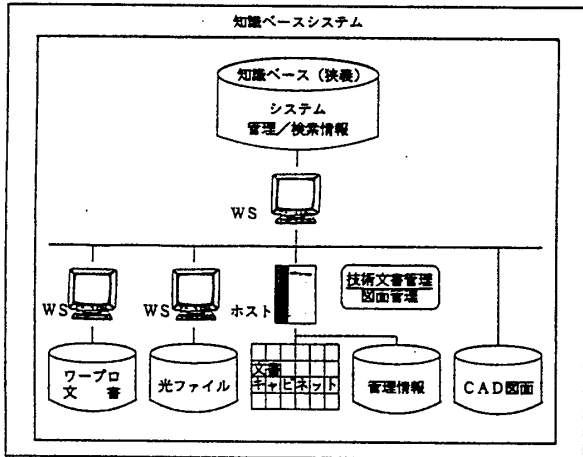 知識ベースシステム
知識ベース（狭義）
システム
管理／検索情報
WS
WS
WS
ホスト
技術文書管理
図面管理
ワープロ
文　書
光ファイル
文書
キャビネット
管理情報
CAD図面